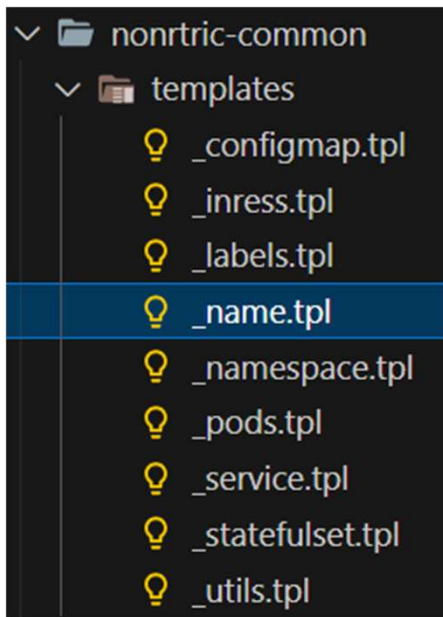 nonrtric-common
templates
_configmap.tpl
_inress.tpl
_labels.tpl
_name.tpl
_namespace.tpl
_pods.tpl
_service.tpl
_statefulset.tpl
_utils.tpl